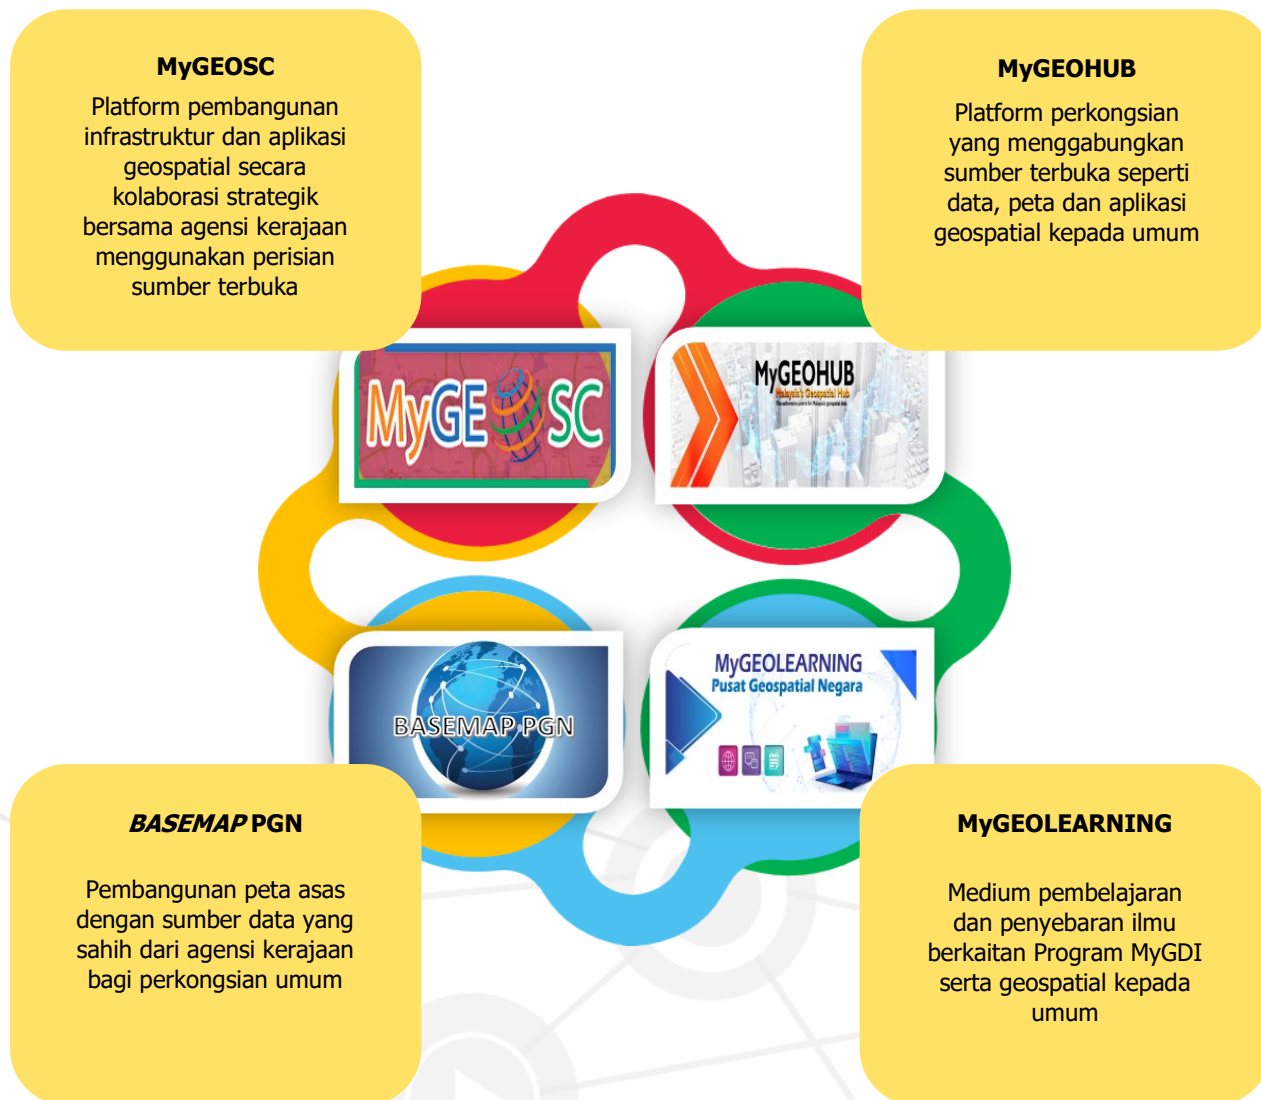 MyGEOSC
Platform pembangunan
infrastruktur dan aplikasi
geospatial secara
kolaborasi strategik
bersama agensi kerajaan
menggunakan perisian
sumber terbuka
MyGEOHUB
Platform perkongsian
yang menggabungkan
sumber terbuka seperti
data, peta dan aplikasi
geospatial kepada umum
MyGEOSC
MyGEOHUB
Malaysia's Geospatial Hub
BASEMAP PGN
MyGEOLEARNING
Pusat Geospatial Negara
BASEMAP PGN
Pembangunan peta asas
dengan sumber data yang
sahih dari agensi kerajaan
bagi perkongsian umum
MyGEOLEARNING
Medium pembelajaran
dan penyebaran ilmu
berkaitan Program MyGDI
serta geospatial kepada
umum